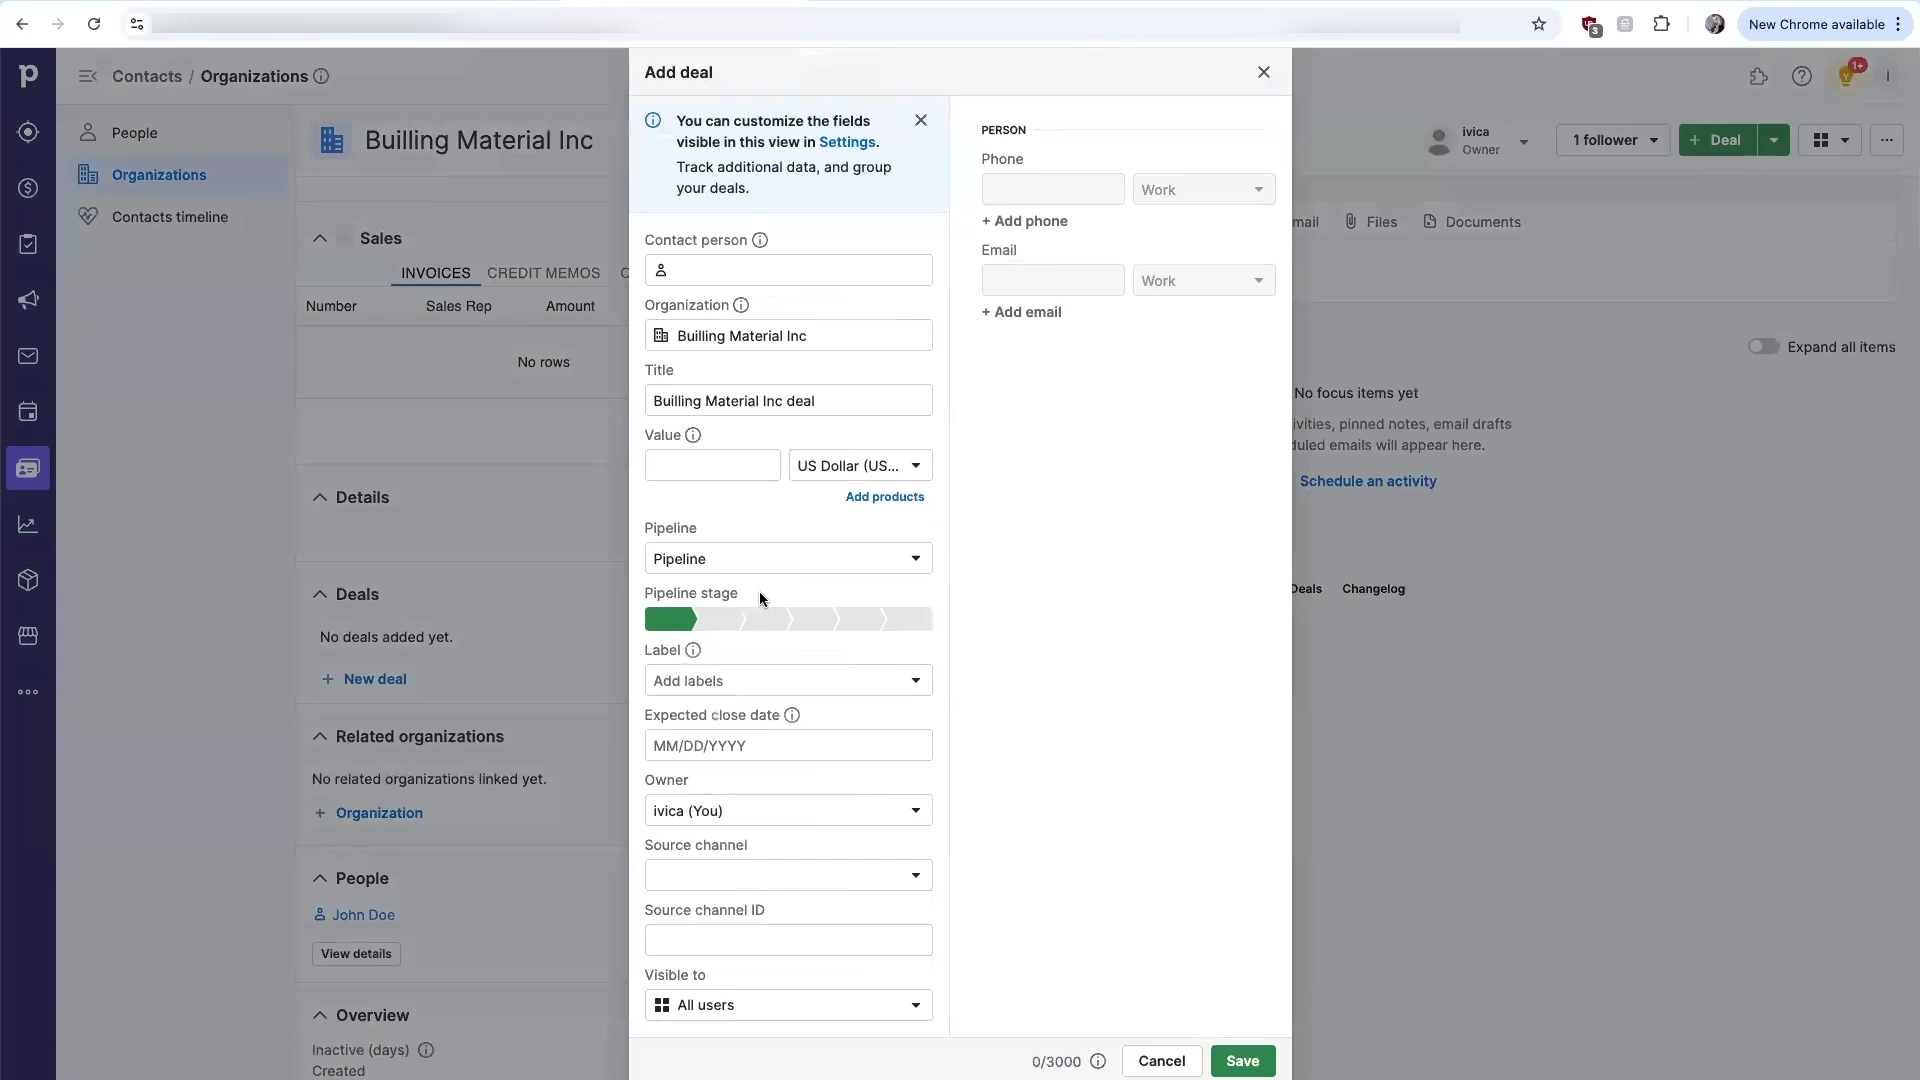 New Chrome available
3
p
Contacts / Organizations
1+
People
Organizations
Contacts timeline
Builling Material Inc
ivica
Owner
1 follower
+ Deal
Sales
INVOICES CREDIT MEMOS
Number Sales Rep Amount
No rows
Details
Deals
No deals added yet.
+ New deal
Related organizations
No related organizations linked yet.
+ Organization
People
John Doe
View details
Overview
Inactive (days)
Created
Add deal
You can customize the fields
visible in this view in Settings.
Track additional data, and group
your deals.
Contact person
Organization
Builling Material Inc
Title
Builling Material Inc deal
Value
US Dollar (US...
Add products
Pipeline
Pipeline
Pipeline stage
Label
Add labels
Expected close date
MM/DD/YYYY
Owner
ivica (You)
Source channel
Source channel ID
Visible to
All users
PERSON
Phone
Work
+ Add phone
Email
Work
+ Add email
0/3000
Cancel
Save
mail Files Documents
Expand all items
No focus items yet
ivities, pinned notes, email drafts
duled emails will appear here.
Schedule an activity
Deals Changelog